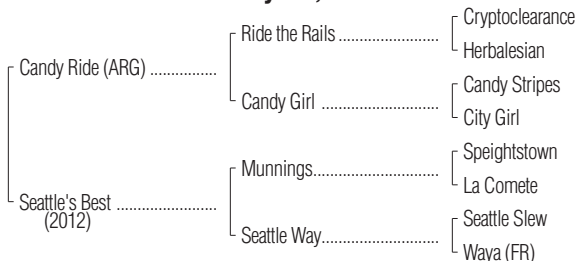 Cryptoclearance
Ride the Rails ........................
Herbalesian
Candy Ride (ARG) ................
Candy Stripes
Candy Girl .............................
City Girl
Speightstown
Munnings..............................
La Comete
Seattle's Best ........................
(2012)
Seattle Slew
Seattle Way............................
Waya (FR)